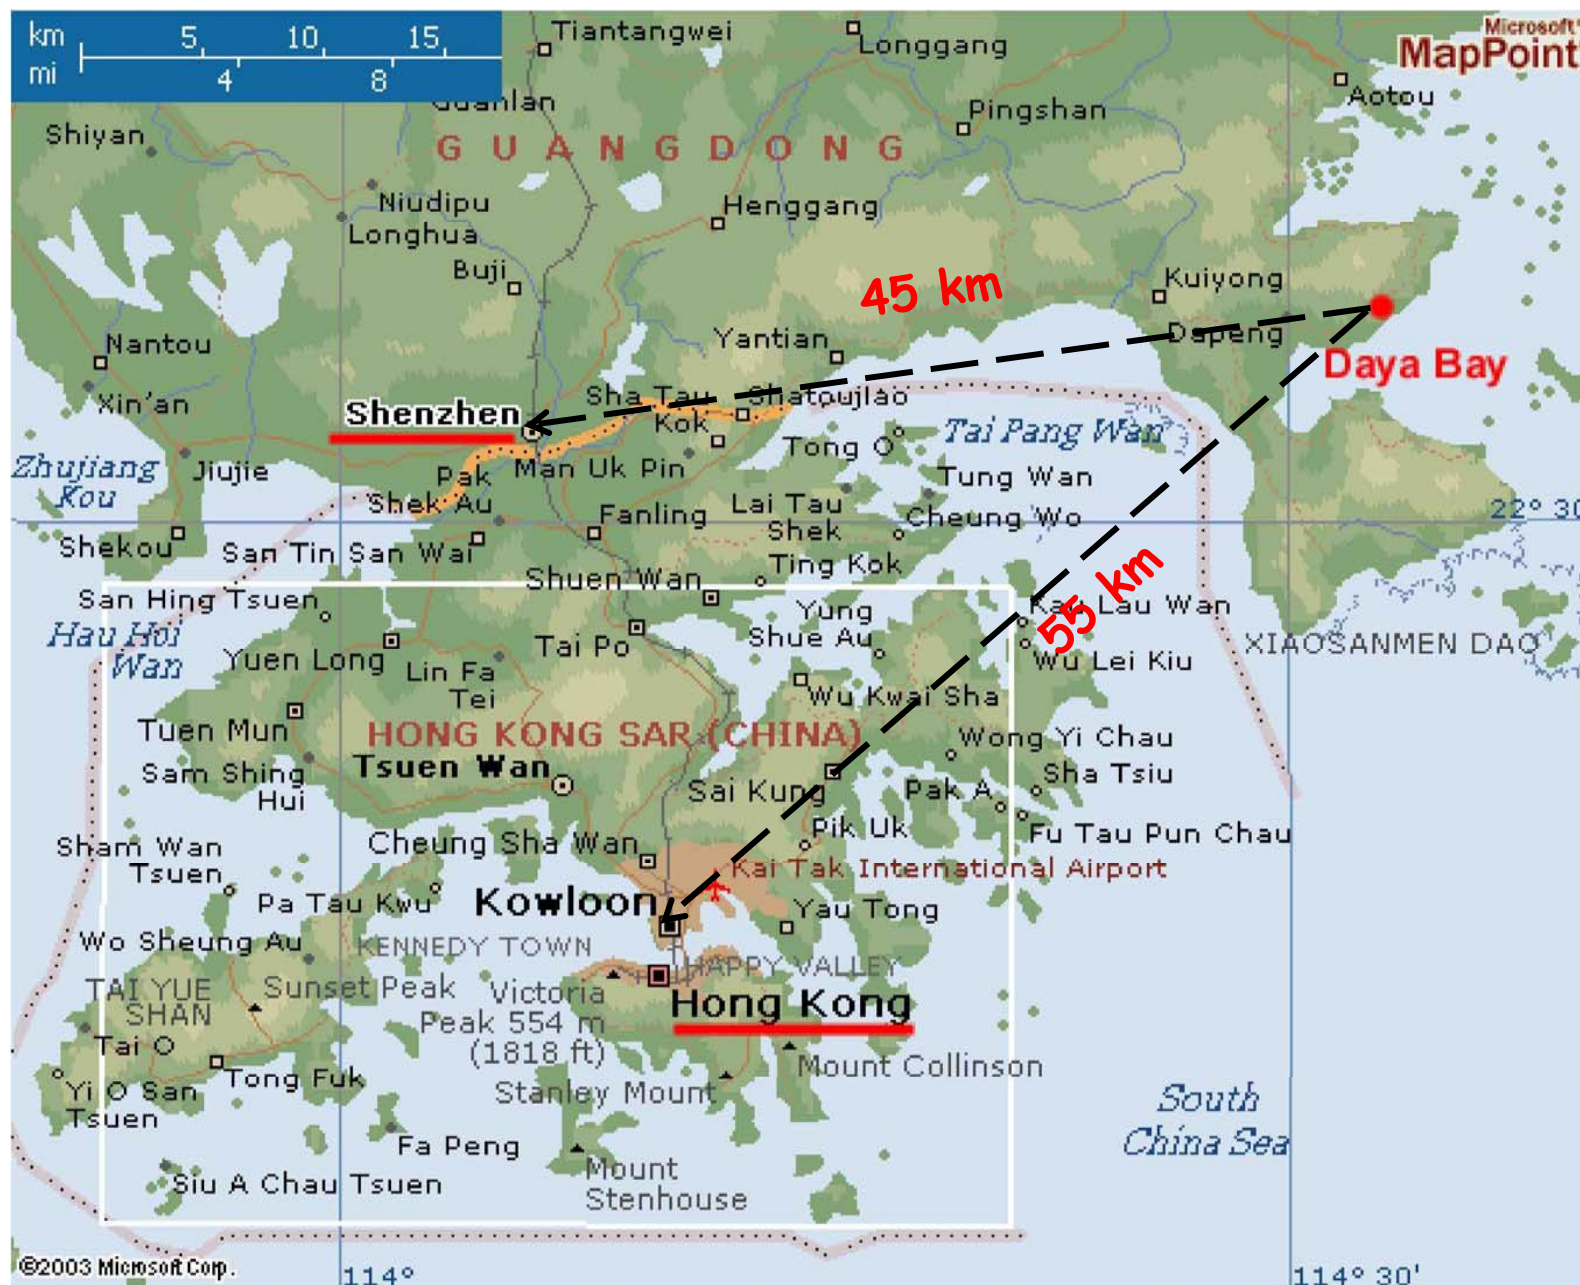 km 5 10 15
mi 4 8
Microsoft®
MapPoint®
Tiantangwei
Longgang
Aotou
Guanlan
Pingshan
Shiyan
GUANGDONG
Niudipu
Henggang
Longhua
Buji
Kuiyong
45 km
Nantou
Yantian
Dapeng
Daya Bay
Xin'an
Shenzhen
Sha Tau
Kok
Shatoujiao
Tong O
Tai Pang Wan
Zhujiang
Kou
Jiujie
Pak
Shek Au
Man Uk Pin
Tung Wan
Lai Tau
Shek
Cheung Wo
22° 30
Fanling
Shekou
San Tin
San Wai
Ting Kok
Shuen Wan
55 km
San Hing Tsuen
Yung
Shue Au
Kau Lau Wan
Hau Hoi
Wan
Yuen Long
Tai Po
Lin Fa
Tei
Wu Lei Kiu
XIAOSANMEN DAO
Wu Kwai Sha
Tuen Mun
HONG KONG SAR (CHINA)
Wong Yi Chau
Sam Shing
Hui
Tsuen Wan
Sai Kung
Pak A
Sha Tsiu
Pik Uk
Fu Tau Pun Chau
Sham Wan
Tsuen
Cheung Sha Wan
Kai Tak International Airport
Pa Tau Kwu
Kowloon
Yau Tong
Wo Sheung Au
KENNEDY TOWN
HAPPY VALLEY
TAI YUE
SHAN
Sunset Peak
Victoria
Peak 554 m
(1818 ft)
Hong Kong
Tai O
Mount Collinson
Yi O San
Tsuen
Tong Fuk
Stanley Mount
South
China Sea
Fa Peng
Mount
Stenhouse
Siu A Chau Tsuen
©2003 Microsoft Corp.
114°
114° 30'